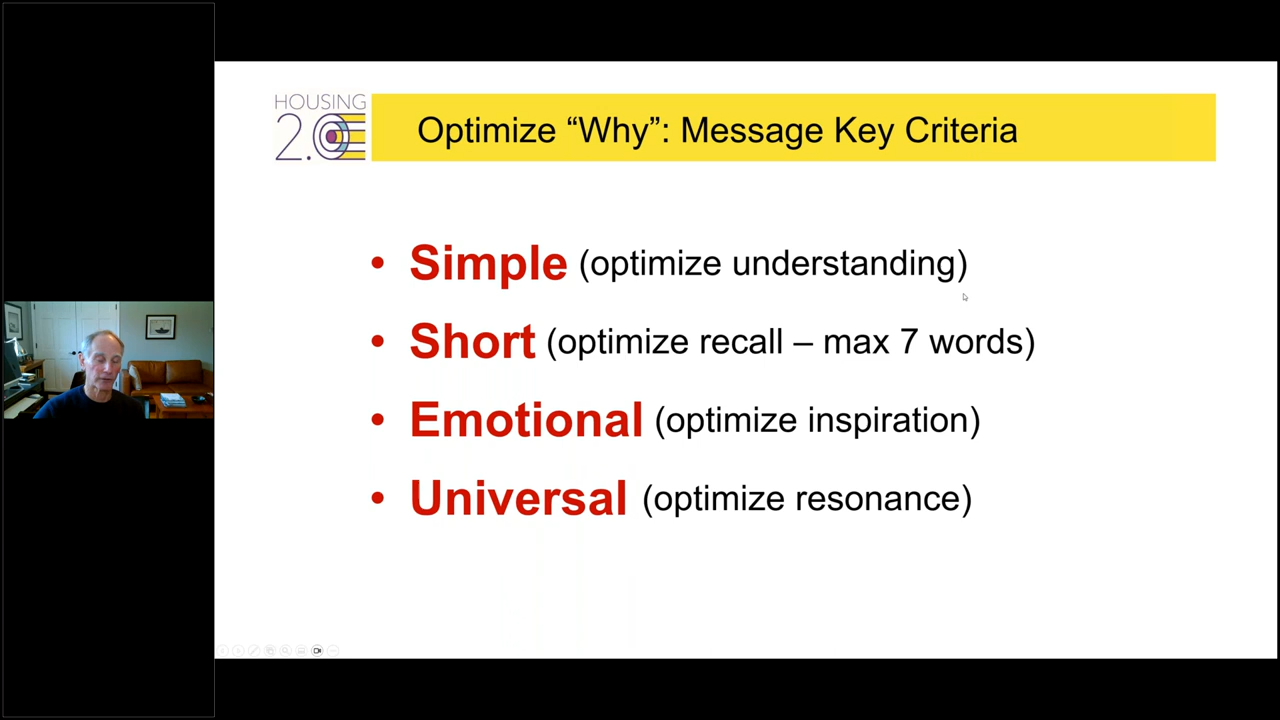 HOUSING
2.0
Optimize “Why”: Message Key Criteria
• Simple (optimize understanding)
• Short (optimize recall – max 7 words)
• Emotional (optimize inspiration)
• Universal (optimize resonance)